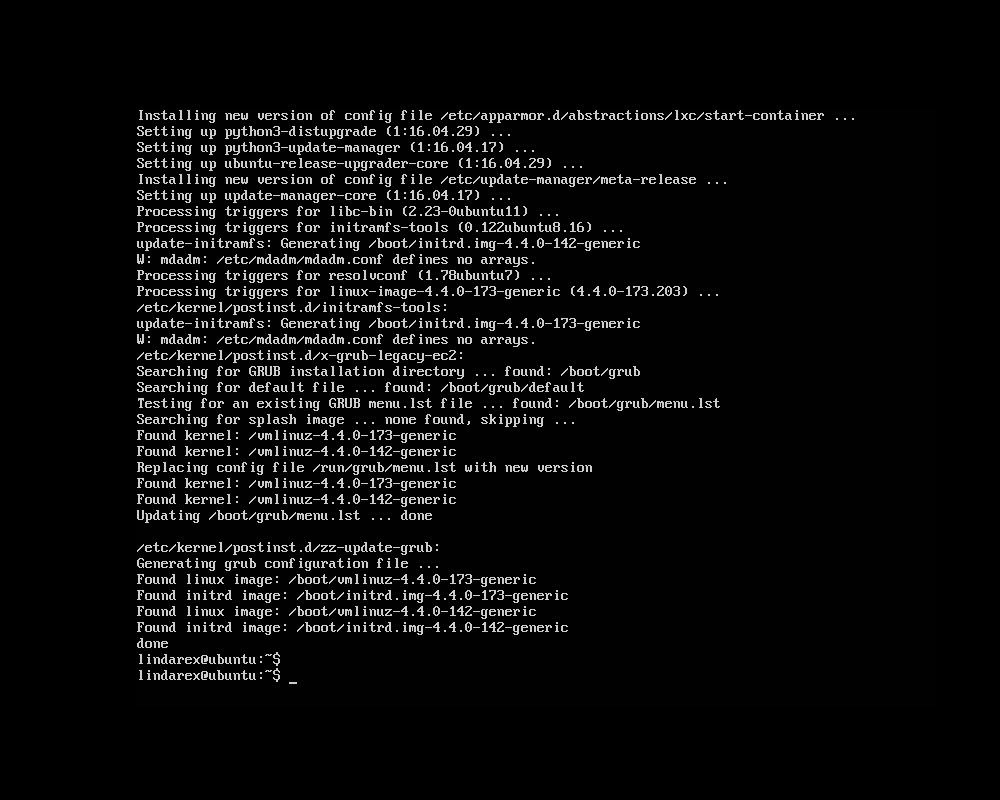 Installing new version of config file /etc/apparmor.d/abstractions/lxc/start-container ...
Setting up python3-distupgrade (1:16.04.29) ...
Setting up python3-update-manager (1:16.04.17) ...
Setting up ubuntu-release-upgrader-core (1:16.04.29) ...
Installing new version of config file /etc/update-manager/meta-release ...
Setting up update-manager-core (1:16.04.17) ...
Processing triggers for libc-bin (2.23-0ubuntu11) ...
Processing triggers for initramfs-tools (0.122ubuntu8.16) ...
update-initramfs: Generating /boot/initrd.img-4.4.0-142-generic
W: mdadm: /etc/mdadm/mdadm.conf defines no arrays.
Processing triggers for resolvconf (1.78ubuntu7) ...
Processing triggers for linux-image-4.4.0-173-generic (4.4.0-173.203) ...
/etc/kernel/postinst.d/initramfs-tools:
update-initramfs: Generating /boot/initrd.img-4.4.0-173-generic
W: mdadm: /etc/mdadm/mdadm.conf defines no arrays.
/etc/kernel/postinst.d/x-grub-legacy-ec2:
Searching for GRUB installation directory ... found: /boot/grub
Searching for default file ... found: /boot/grub/default
Testing for an existing GRUB menu.lst file ... found: /boot/grub/menu.lst
Searching for splash image ... none found, skipping ...
Found kernel: /vmlinuz-4.4.0-173-generic
Found kernel: /vmlinuz-4.4.0-142-generic
Replacing config file /run/grub/menu.lst with new version
Found kernel: /vmlinuz-4.4.0-173-generic
Found kernel: /vmlinuz-4.4.0-142-generic
Updating /boot/grub/menu.lst ... done

/etc/kernel/postinst.d/zz-update-grub:
Generating grub configuration file ...
Found linux image: /boot/vmlinuz-4.4.0-173-generic
Found initrd image: /boot/initrd.img-4.4.0-173-generic
Found linux image: /boot/vmlinuz-4.4.0-142-generic
Found initrd image: /boot/initrd.img-4.4.0-142-generic
done
lindarex@ubuntu:~$
lindarex@ubuntu:~$ _